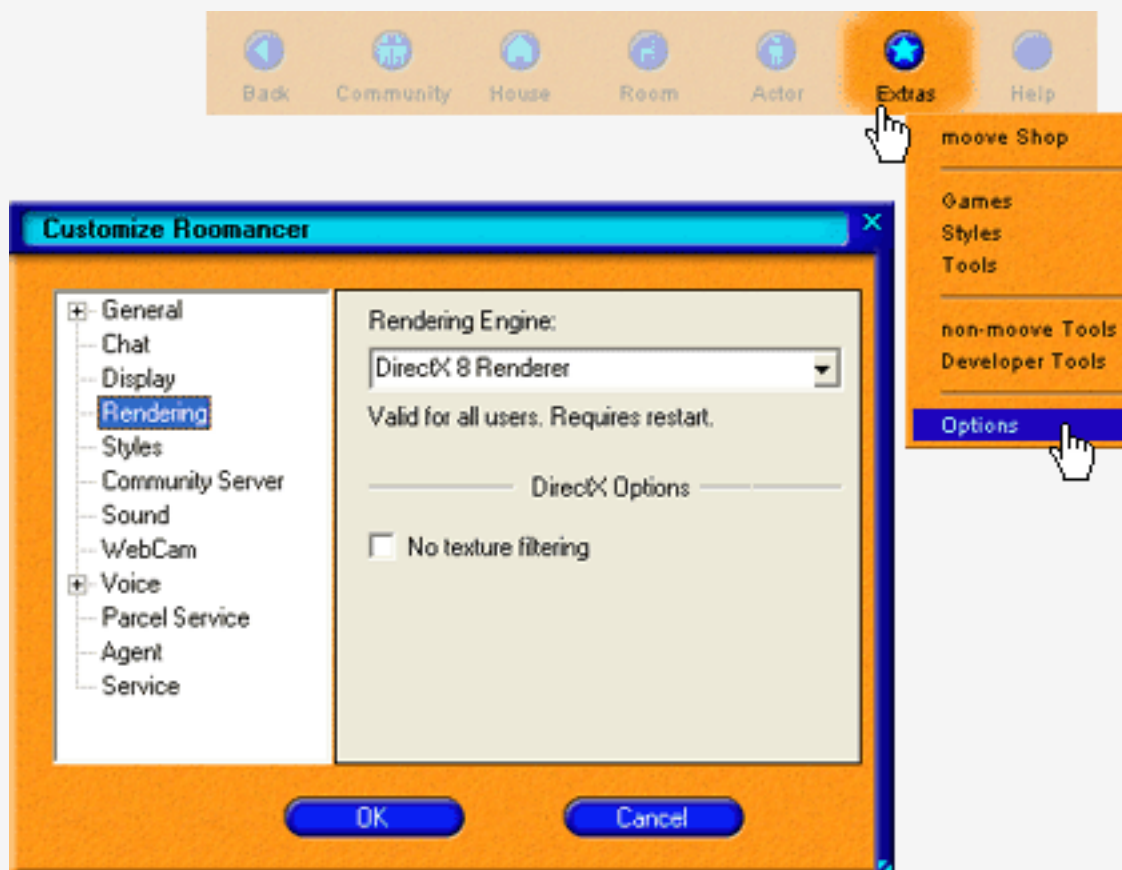 Back Community House Room Actor Extras Help
moove Shop
Games
Styles
Tools
non-moove Tools
Developer Tools
Options
Customize Roomancer
General
Chat
Display
Rendering
Styles
Community Server
Sound
WebCam
Voice
Parcel Service
Agent
Service
Rendering Engine:
DirectX 8 Renderer
Valid for all users. Requires restart.
DirectX Options
No texture filtering
OK Cancel